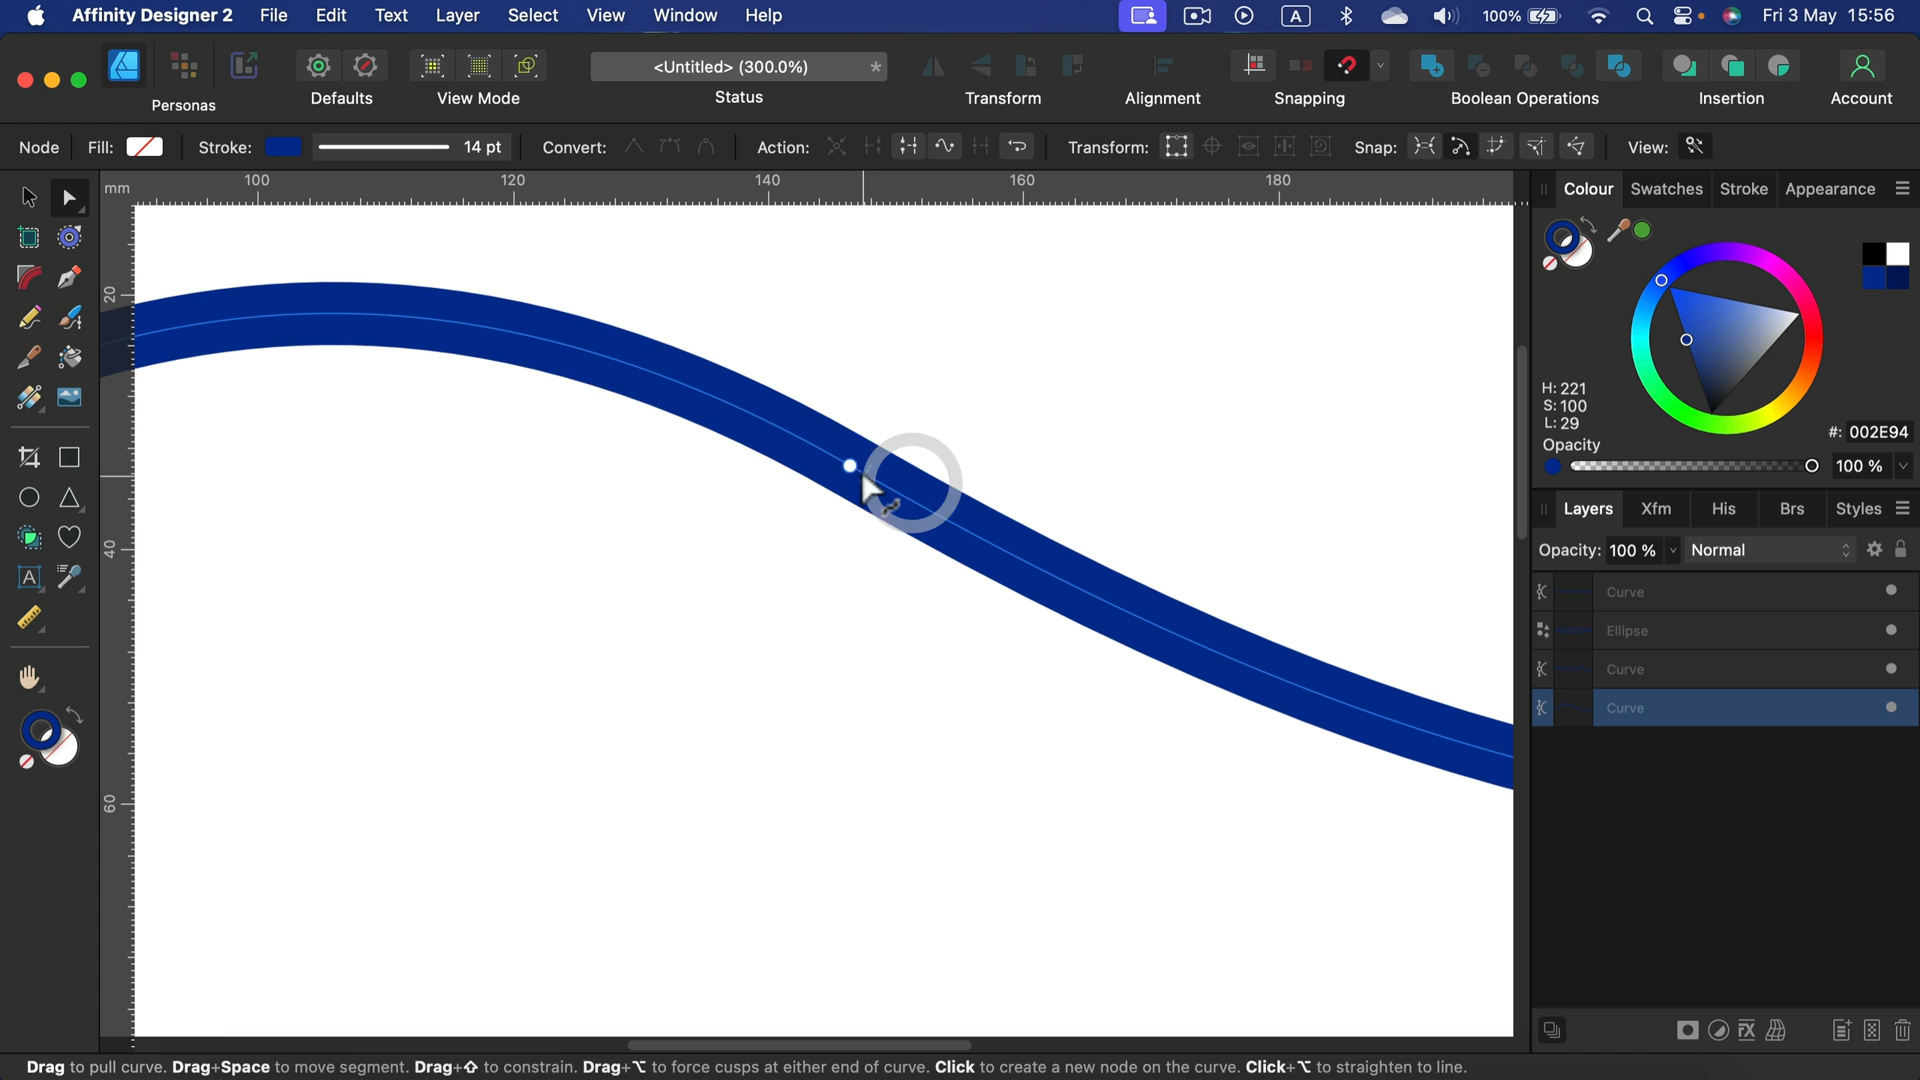 Affinity Designer 2 File Edit Text Layer Select View Window Help A 100% Fri 3 May 15:56
<Untitled> (300.0%) *
Personas Defaults View Mode Status Transform Alignment Snapping Boolean Operations Insertion Account
Node Fill: Stroke: 14 pt Convert: Action: Transform: Snap: View:
mm 100 120 140 160 180
20
40
60
A
Colour Swatches Stroke Appearance
H: 221
S: 100
L: 29
#: 002E94
Opacity
100 %
Layers Xfm His Brs Styles
Opacity: 100 % Normal
Curve
Ellipse
Curve
Curve
Drag to pull curve. Drag+Space to move segment. Drag+⇧ to constrain. Drag+⌥ to force cusps at either end of curve. Click to create a new node on the curve. Click+⌥ to straighten to line.